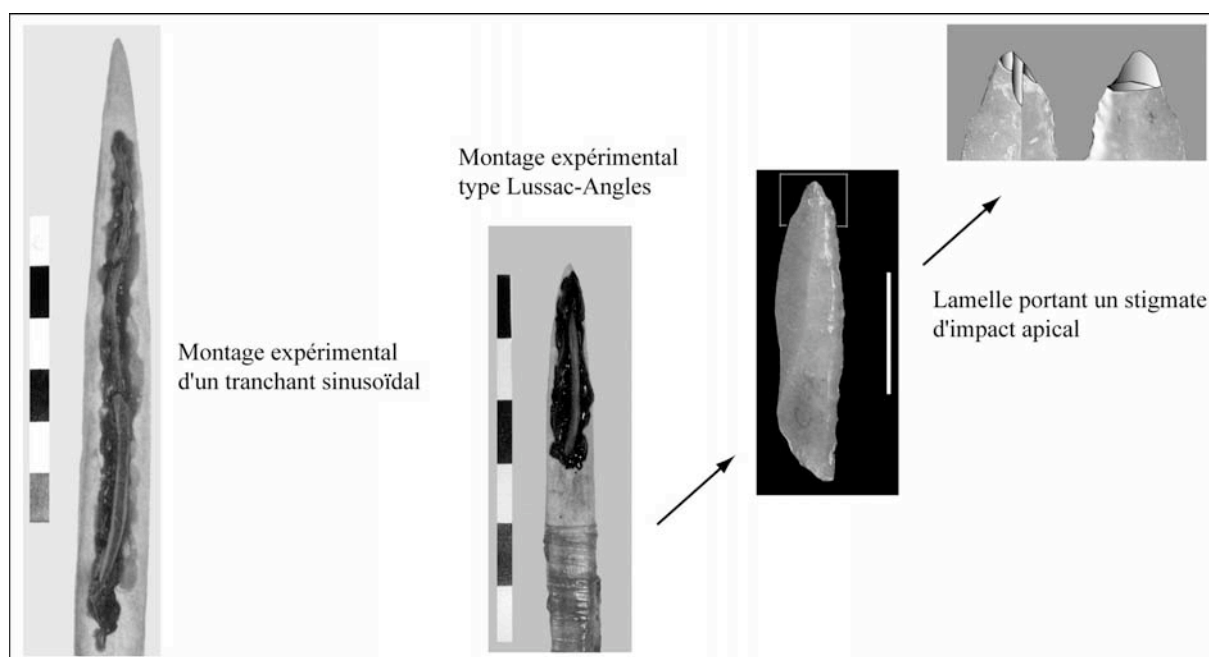 Montage expérimental
d'un tranchant sinusoïdal
Montage expérimental
type Lussac-Angles
Lamelle portant un stigmate
d'impact apical